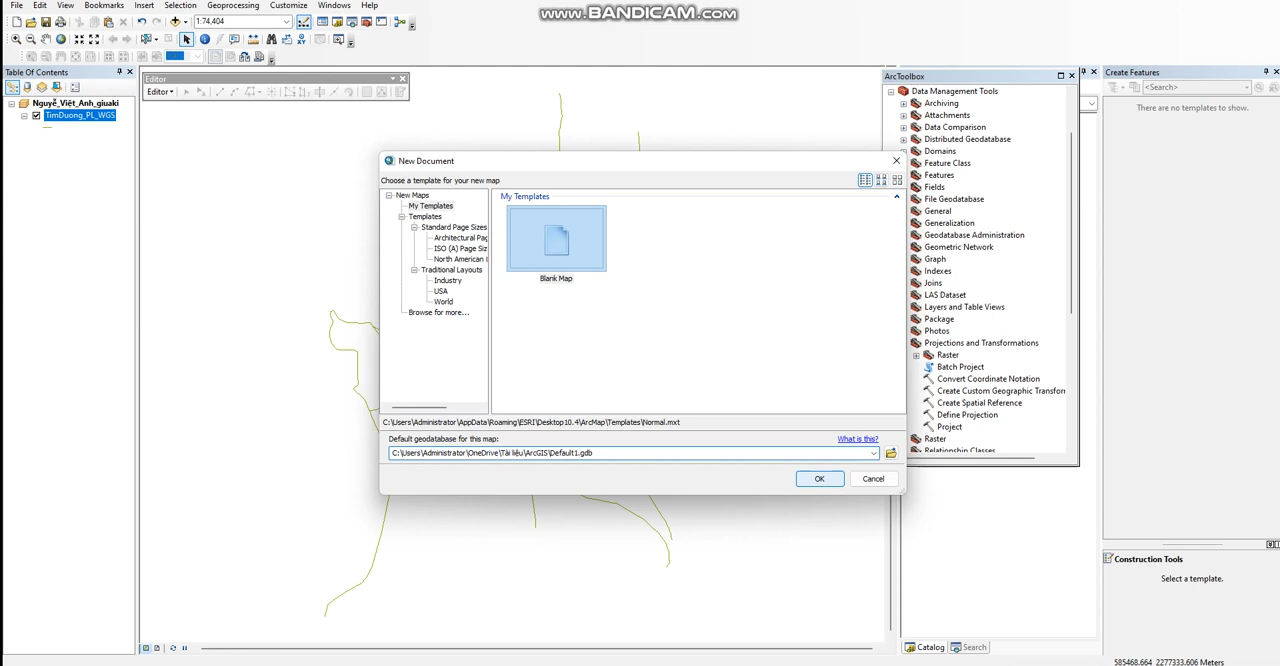 File Edit View Bookmarks Insert Selection Geoprocessing Customize Windows Help
WWW.BANDICAM.COM
1:74,404
Table Of Contents
Nguyễ_Việt_Anh_giuaki
TimDuong_PL_WGS
Editor
Editor
ArcToolbox
Data Management Tools
Archiving
Attachments
Data Comparison
Distributed Geodatabase
Domains
Feature Class
Features
Fields
File Geodatabase
General
Generalization
Geodatabase Administration
Geometric Network
Graph
Indexes
Joins
LAS Dataset
Layers and Table Views
Package
Photos
Projections and Transformations
Raster
Batch Project
Convert Coordinate Notation
Create Custom Geographic Transfor
Create Spatial Reference
Define Projection
Project
Raster
Relationship Classes
Catalog Search
Create Features
<Search>
There are no templates to show.
Construction Tools
Select a template.
585468.664 2277333.606 Meters
New Document
Choose a template for your new map
New Maps
My Templates
Templates
Standard Page Sizes
Architectural Pag
ISO (A) Page Siz
North American (
Traditional Layouts
Industry
USA
World
Browse for more...
My Templates
Blank Map
C:\Users\Administrator\AppData\Roaming\ESRI\Desktop10.4\ArcMap\Templates\Normal.mxt
Default geodatabase for this map:
What is this?
C:\Users\Administrator\OneDrive\Tài liệu\ArcGIS\Default1.gdb
OK
Cancel